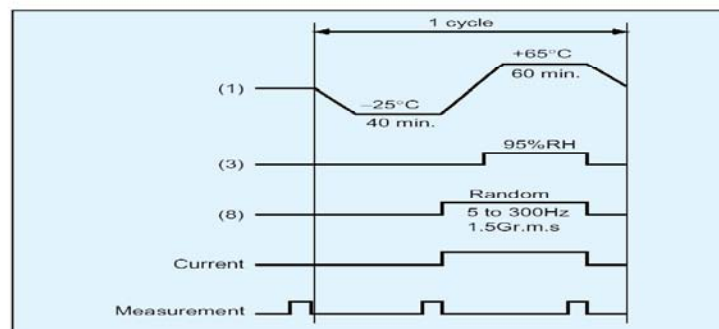 1 cycle
+65°C
60 min.
(1)
−25°C
40 min.
95%RH
(3)
Random
(8)
5 to 300Hz
1.5Gr.m.s
Current
Measurement